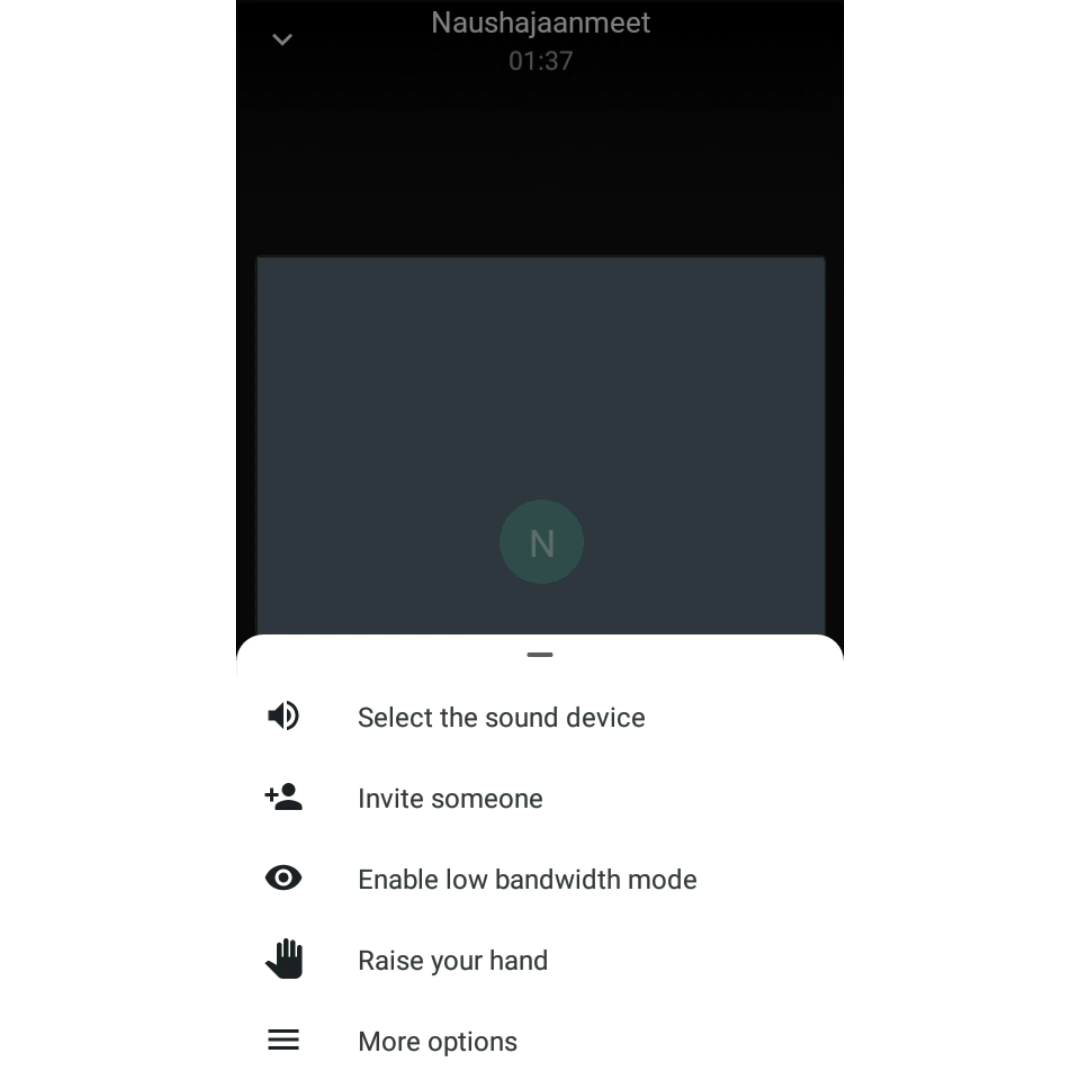 Naushajaanmeet
01:37
N
Select the sound device
Invite someone
Enable low bandwidth mode
Raise your hand
More options